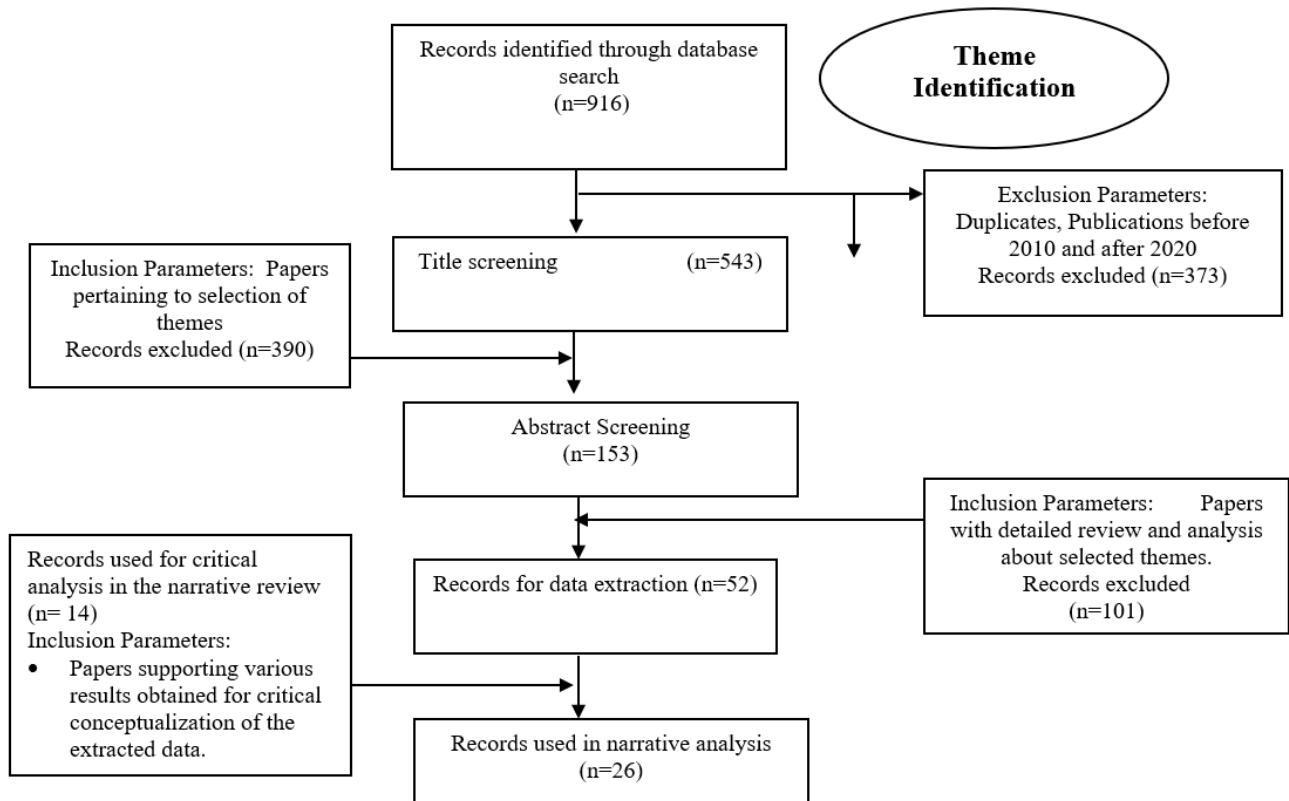 Records identified through database
search
(n=916)
Theme
Identification
Exclusion Parameters:
Duplicates, Publications before
2010 and after 2020
Records excluded (n=373)
Title screening (n=543)
Inclusion Parameters: Papers
pertaining to selection of
themes
Records excluded (n=390)
Abstract Screening
(n=153)
Inclusion Parameters: Papers
with detailed review and analysis
about selected themes.
Records excluded
(n=101)
Records for data extraction (n=52)
Records used for critical
analysis in the narrative review
(n= 14)
Inclusion Parameters:
• Papers supporting various
results obtained for critical
conceptualization of the
extracted data.
Records used in narrative analysis
(n=26)